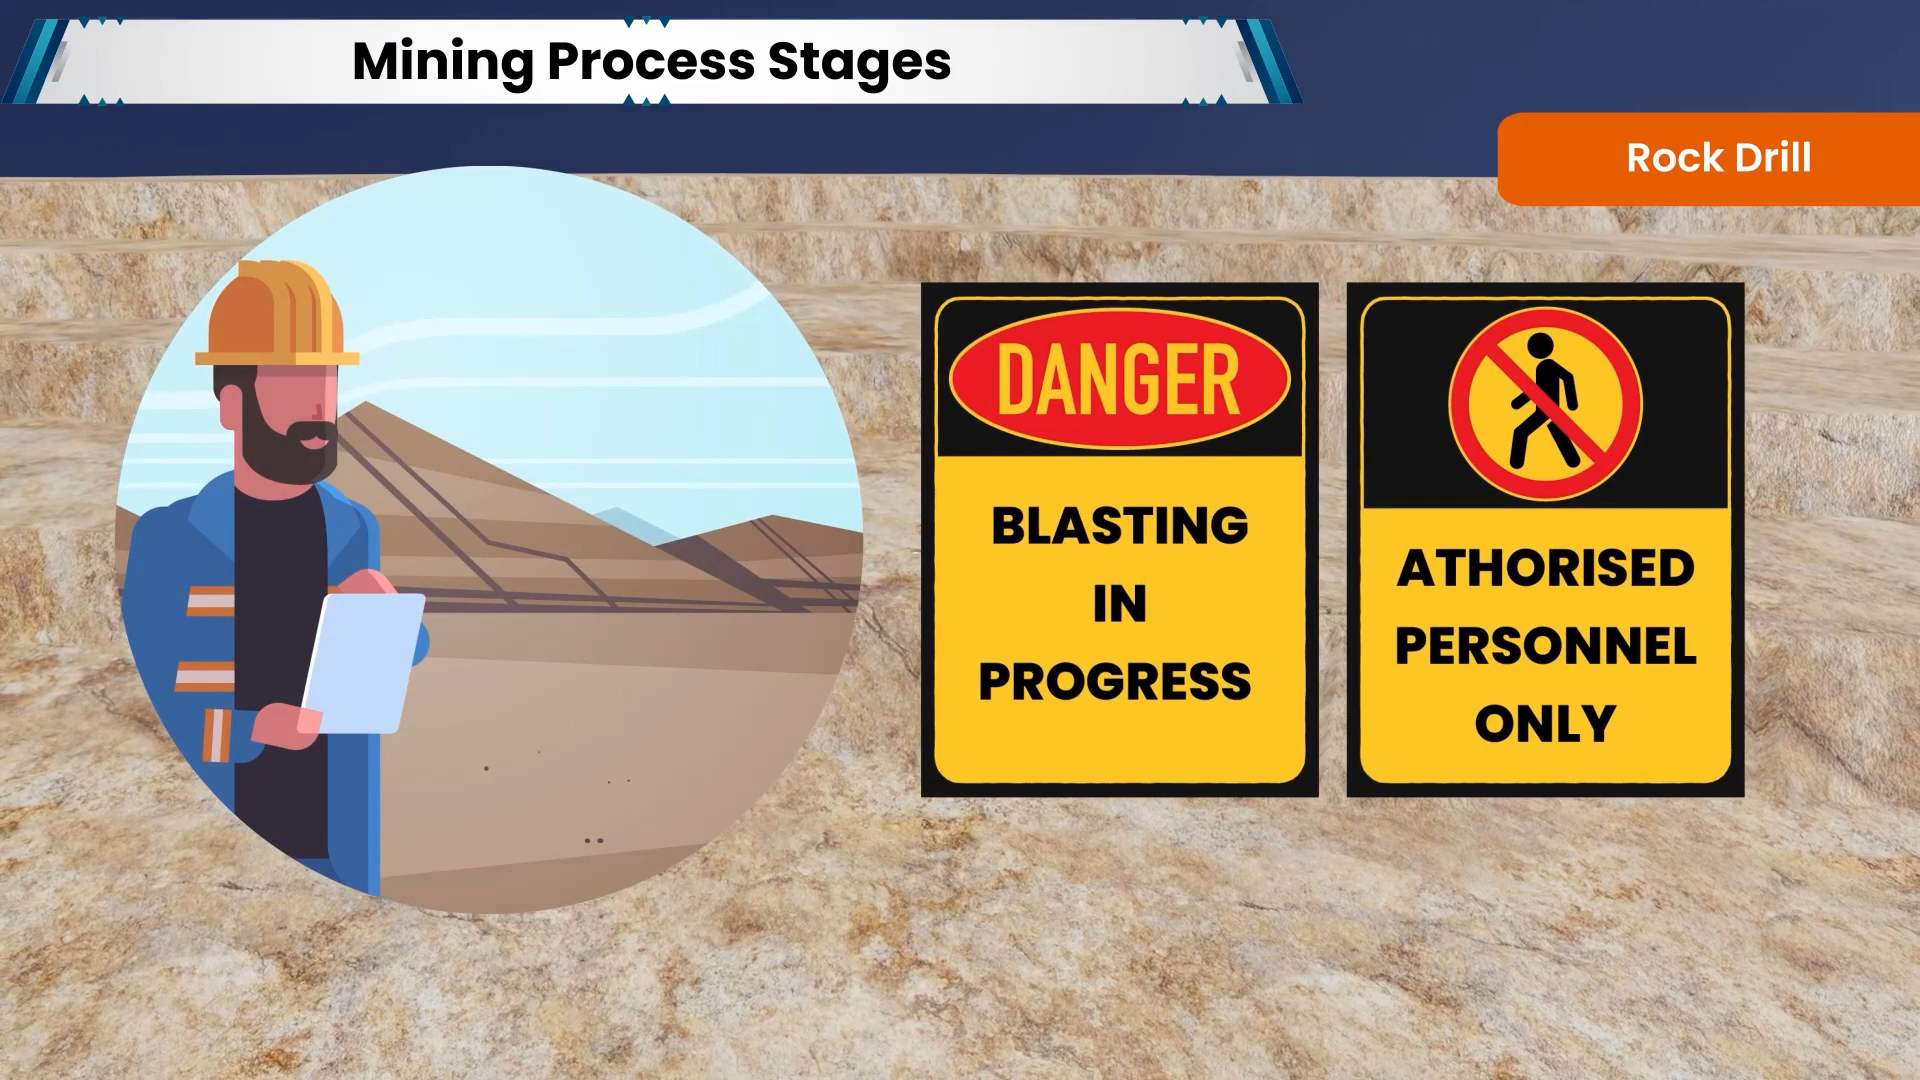 Mining Process Stages
Rock Drill
DANGER
BLASTING
IN
PROGRESS
ATHORISED
PERSONNEL
ONLY